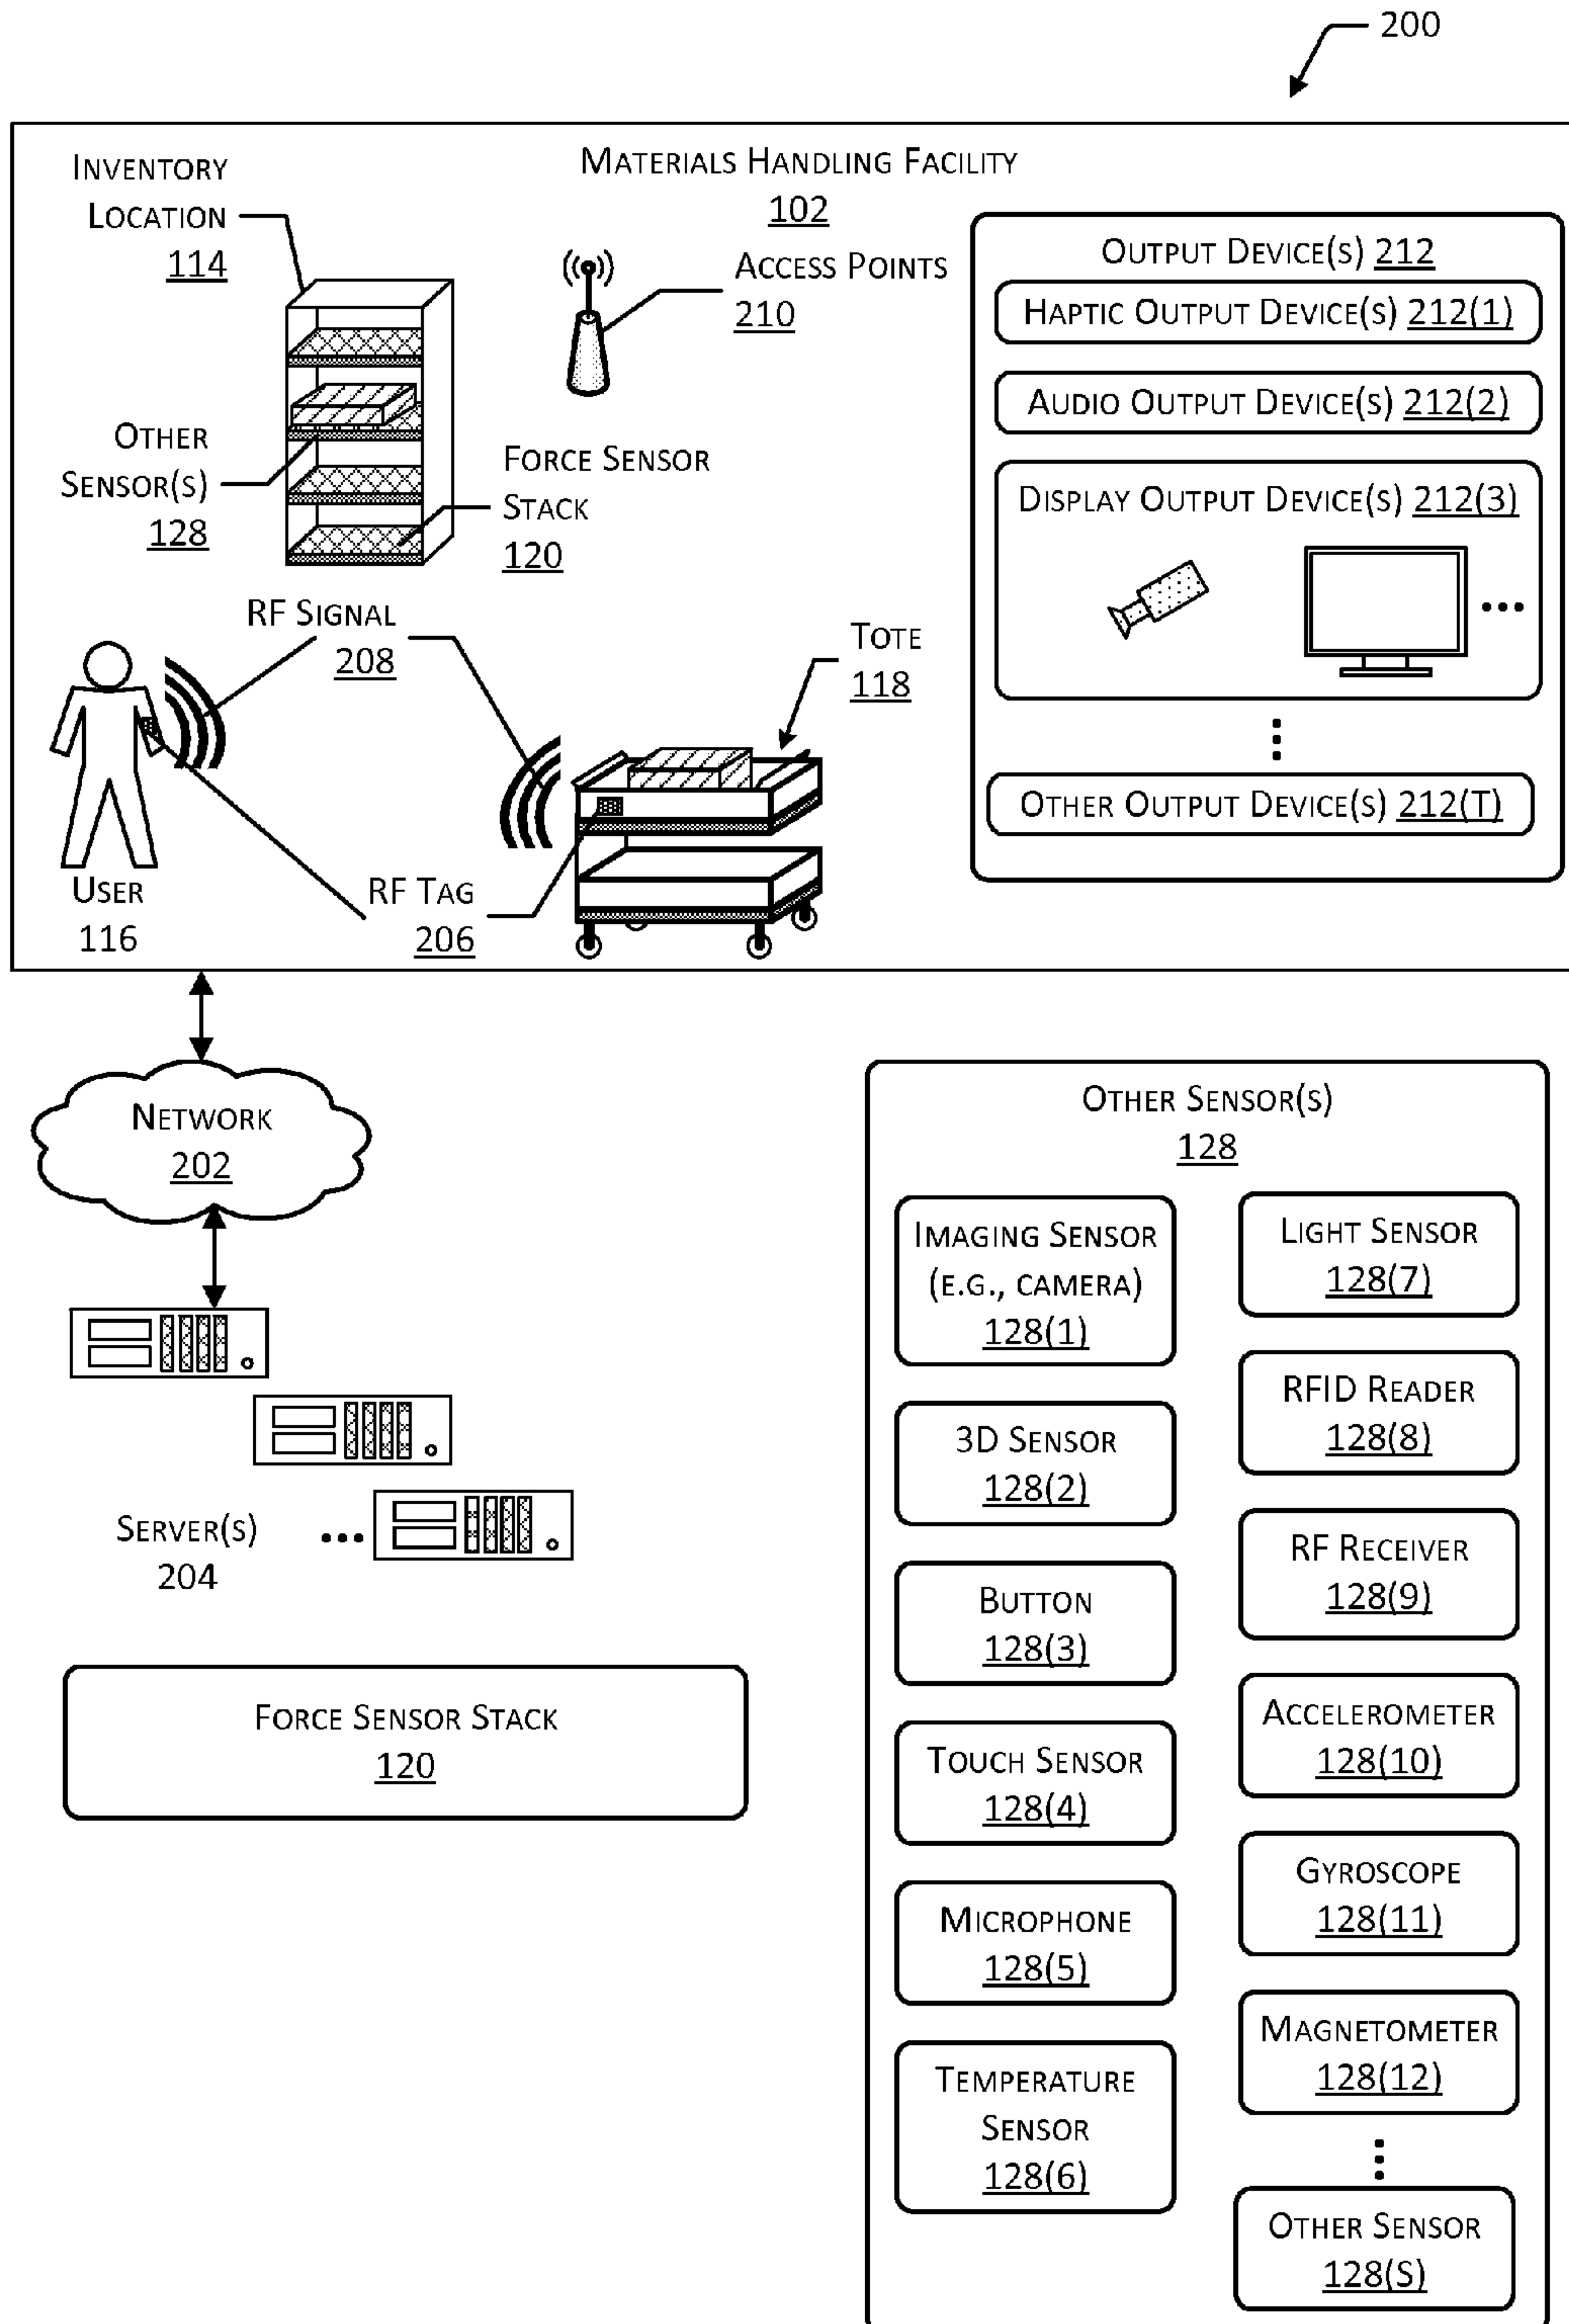 200
INVENTORY
LOCATION
114
MATERIALS HANDLING FACILITY
102
ACCESS POINTS
210
OTHER
SENSOR(S)
128
FORCE SENSOR
STACK
120
RF SIGNAL
208
TOTE
118
USER
116
RF TAG
206
OUTPUT DEVICE(S) 212
HAPTIC OUTPUT DEVICE(S) 212(1)
AUDIO OUTPUT DEVICE(S) 212(2)
DISPLAY OUTPUT DEVICE(S) 212(3)
OTHER OUTPUT DEVICE(S) 212(T)
NETWORK
202
SERVER(S)
204
FORCE SENSOR STACK
120
OTHER SENSOR(S)
128
IMAGING SENSOR
(E.G., CAMERA)
128(1)
3D SENSOR
128(2)
BUTTON
128(3)
TOUCH SENSOR
128(4)
MICROPHONE
128(5)
TEMPERATURE
SENSOR
128(6)
LIGHT SENSOR
128(7)
RFID READER
128(8)
RF RECEIVER
128(9)
ACCELEROMETER
128(10)
GYROSCOPE
128(11)
MAGNETOMETER
128(12)
OTHER SENSOR
128(S)